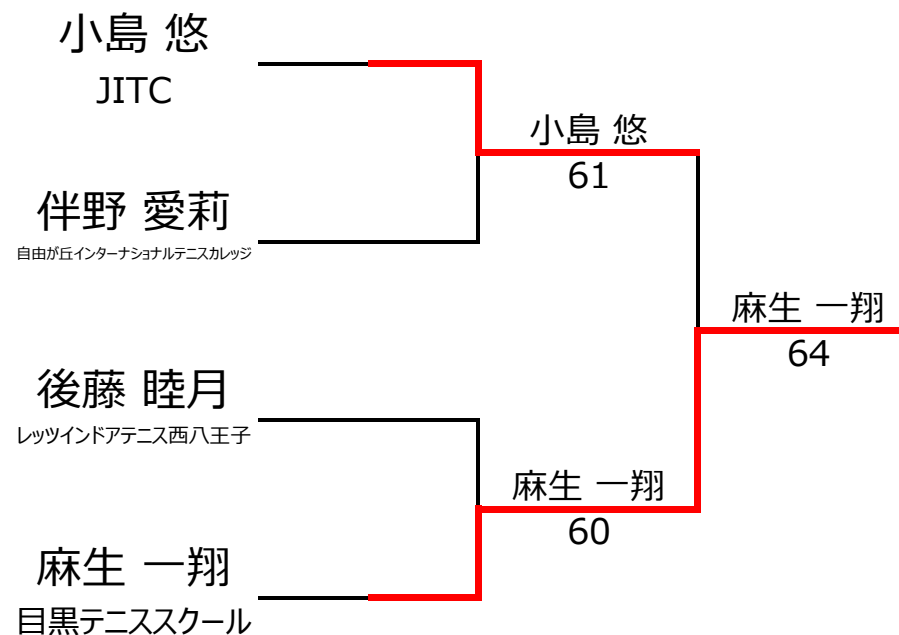 小島 悠
JITC
伴野 愛莉
自由が丘インターナショナルテニスカレッジ
後藤 睦月
レッツインドアテニス西八王子
麻生 一翔
目黒テニススクール
小島 悠
61
麻生 一翔
60
麻生 一翔
64